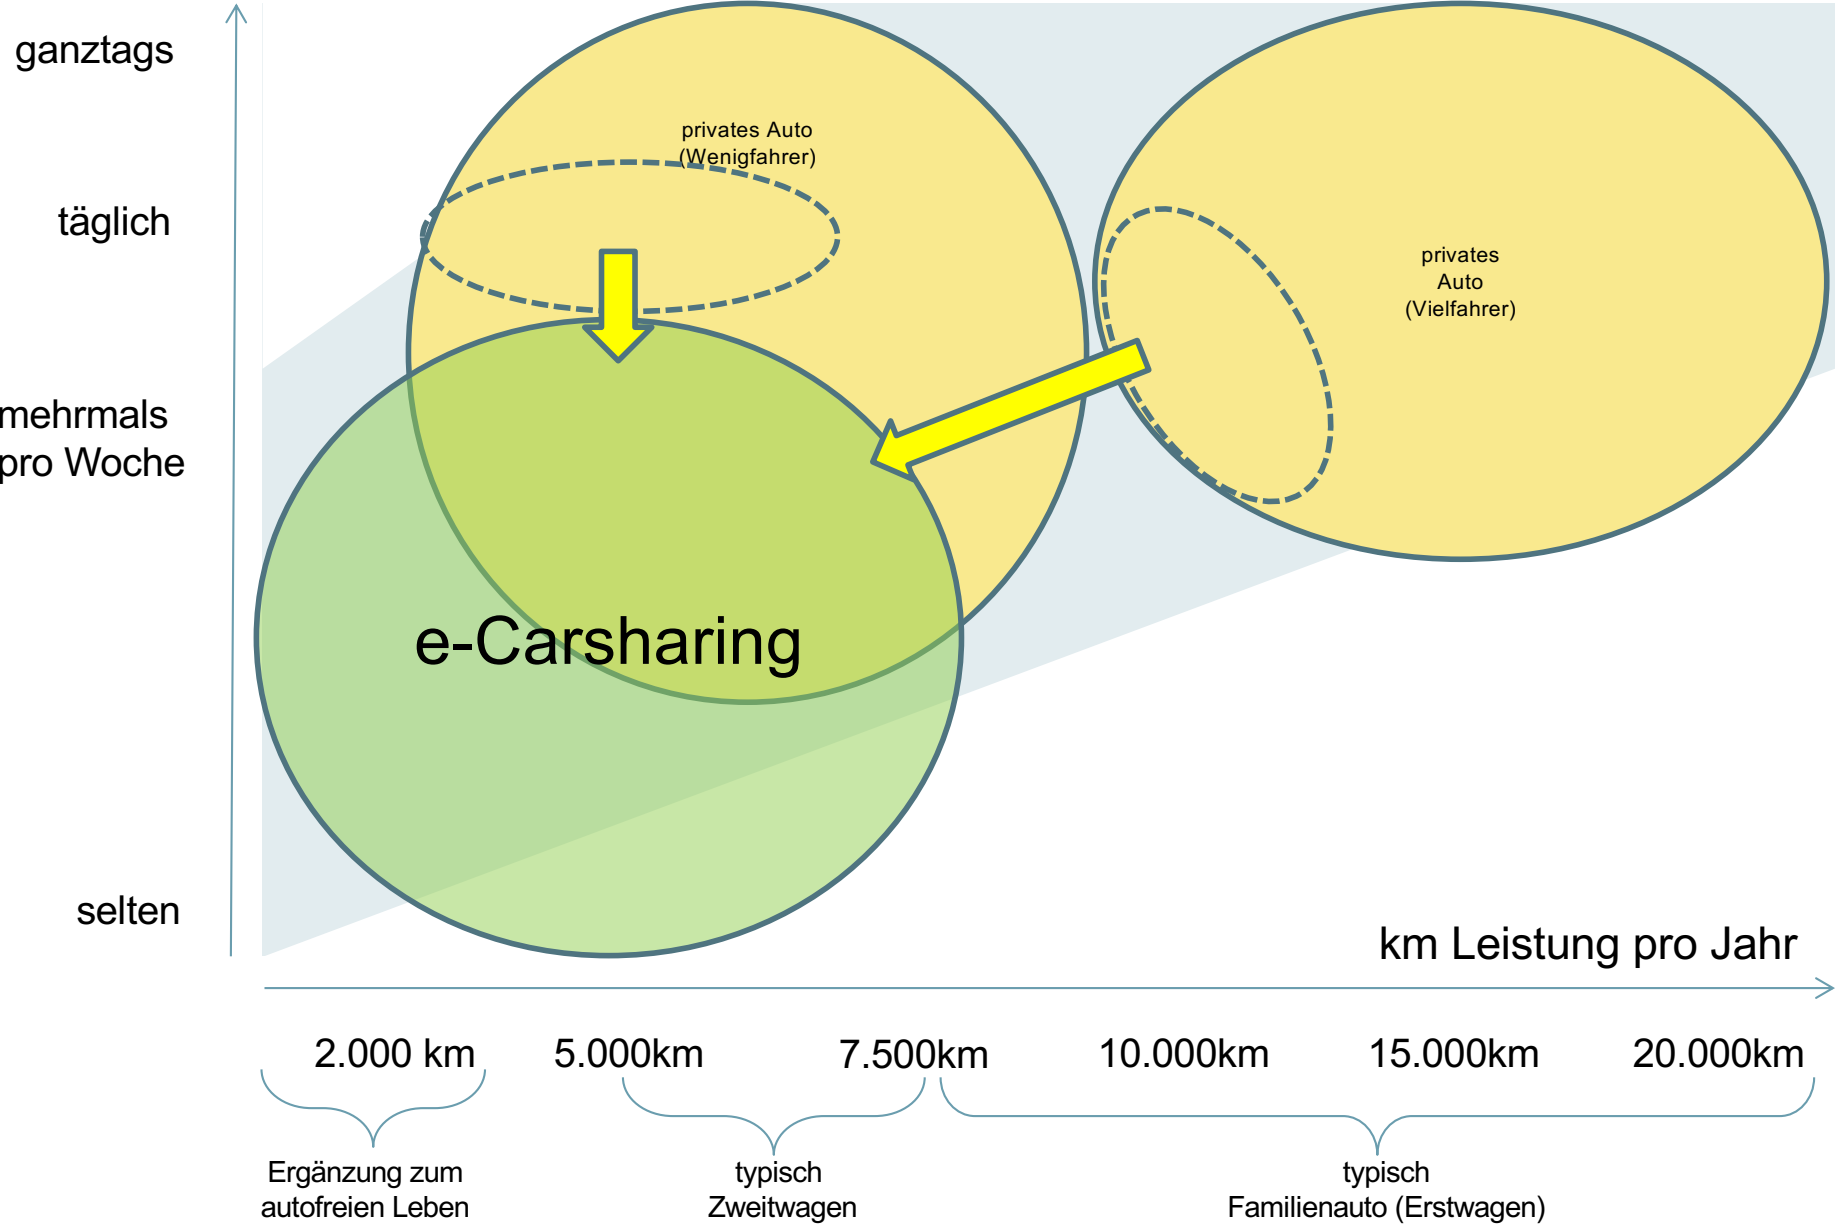 ganztags
privates Auto
(Wenigfahrer)
täglich
privates
Auto
(Vielfahrer)
mehrmals
pro Woche
e-Carsharing
selten
km Leistung pro Jahr
2.000 km
5.000km
7.500km
10.000km
15.000km
20.000km
Ergänzung zum
autofreien Leben
typisch
Zweitwagen
typisch
Familienauto (Erstwagen)